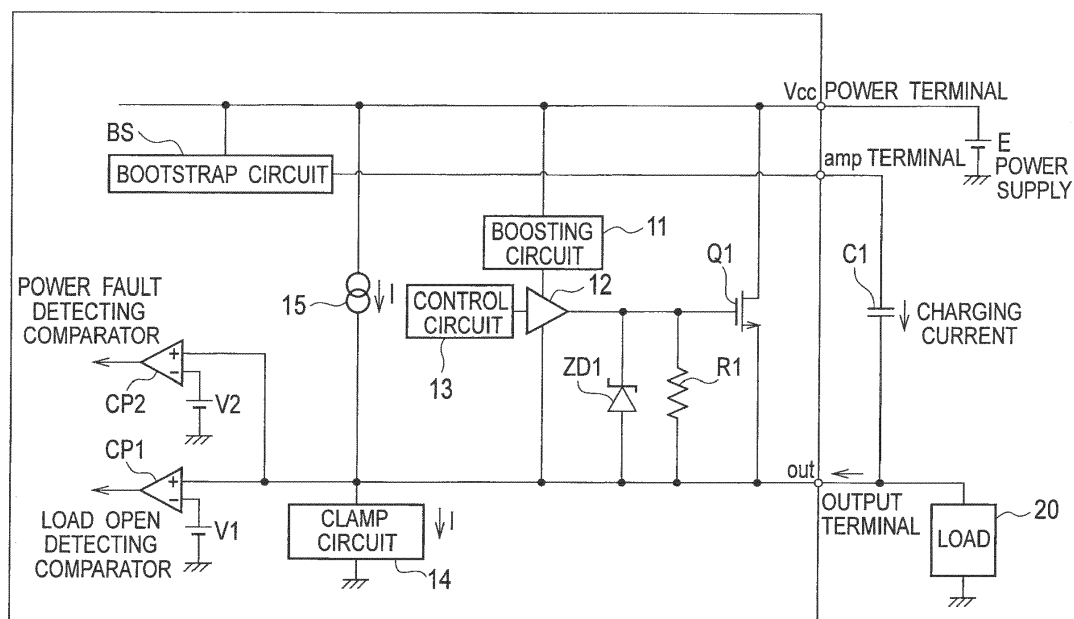 Vcc
POWER TERMINAL
BS
E
POWER
SUPPLY
amp TERMINAL
BOOTSTRAP CIRCUIT
BOOSTING
CIRCUIT
11
Q1
C1
POWER FAULT
DETECTING
COMPARATOR
15
I
CONTROL
CIRCUIT
12
CHARGING
CURRENT
13
ZD1
R1
+
−
CP2
V2
CP1
+
−
out
OUTPUT
TERMINAL
20
LOAD OPEN
DETECTING
COMPARATOR
V1
CLAMP
CIRCUIT
I
14
LOAD